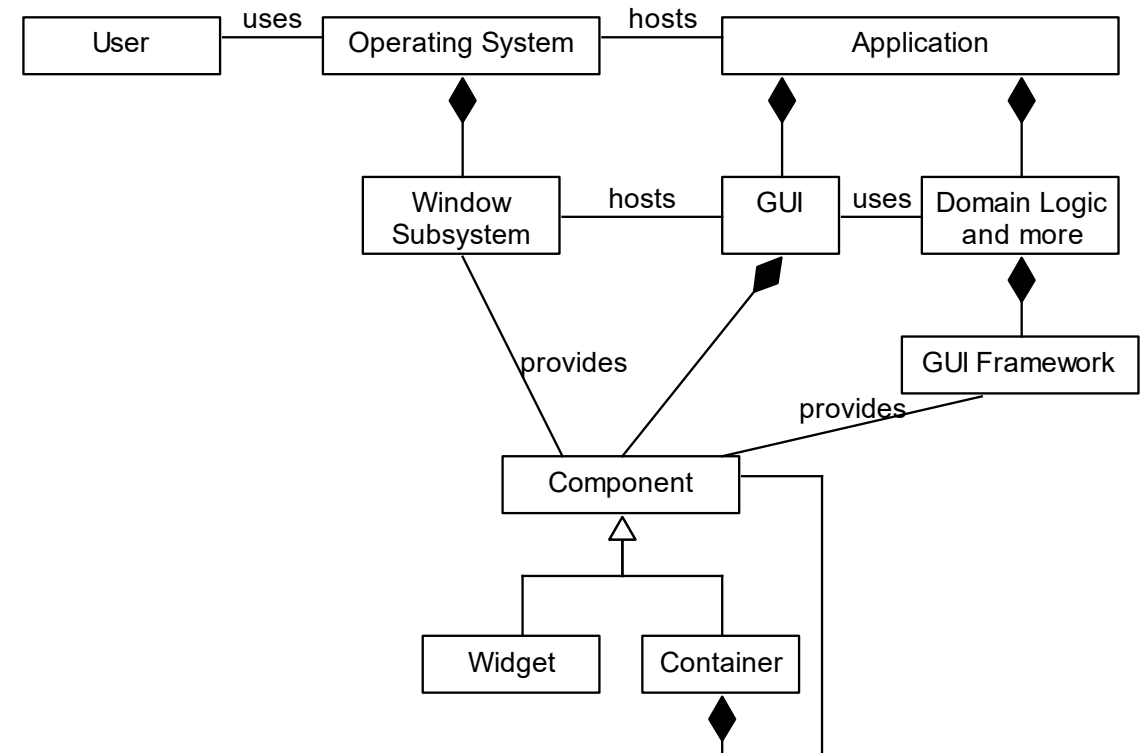 uses
hosts
User
Operating System
Application
Window
Subsystem
hosts
GUI
uses
Domain Logic
and more
provides
GUI Framework
provides
Component
Widget
Container